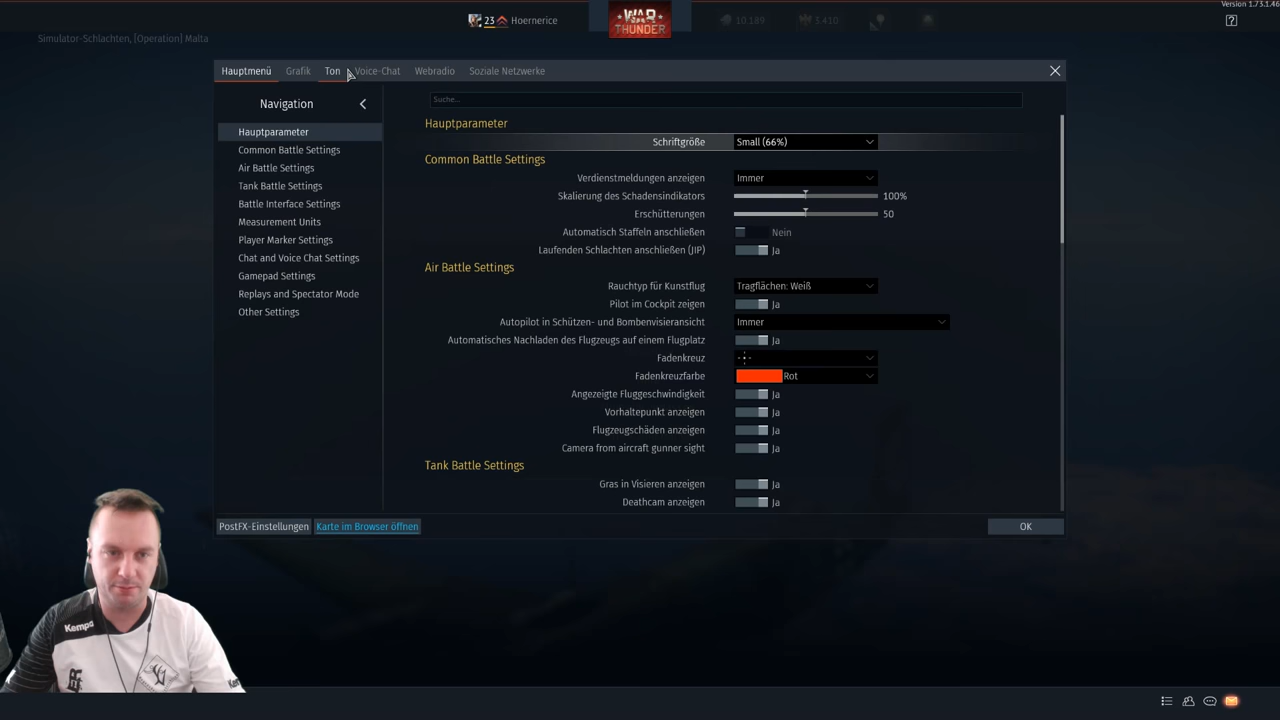 Version 1.73.1.46
23 Hoernerice
WAR THUNDER
10,189
3,410
Simulator-Schlachten, [Operation] Malta
Hauptmenü Grafik Ton Voice-Chat Webradio Soziale Netzwerke
Navigation
Suche...
Hauptparameter
Common Battle Settings
Air Battle Settings
Tank Battle Settings
Battle Interface Settings
Measurement Units
Player Marker Settings
Chat and Voice Chat Settings
Gamepad Settings
Replays and Spectator Mode
Other Settings
Hauptparameter
Schriftgröße Small (66%)
Common Battle Settings
Verdienstmeldungen anzeigen Immer
Skalierung des Schadensindikators 100%
Erschütterungen 50
Automatisch Staffeln anschließen Nein
Laufenden Schlachten anschließen (JIP) Ja
Air Battle Settings
Rauchtyp für Kunstflug Tragflächen: Weiß
Pilot im Cockpit zeigen Ja
Autopilot in Schützen- und Bombenvisieransicht Immer
Automatisches Nachladen des Flugzeugs auf einem Flugplatz Ja
Fadenkreuz
Fadenkreuzfarbe Rot
Angezeigte Fluggeschwindigkeit Ja
Vorhaltepunkt anzeigen Ja
Flugzeugschäden anzeigen Ja
Camera from aircraft gunner sight Ja
Tank Battle Settings
Gras in Visieren anzeigen Ja
Deathcam anzeigen Ja
PostFX-Einstellungen Karte im Browser öffnen OK
Kempa